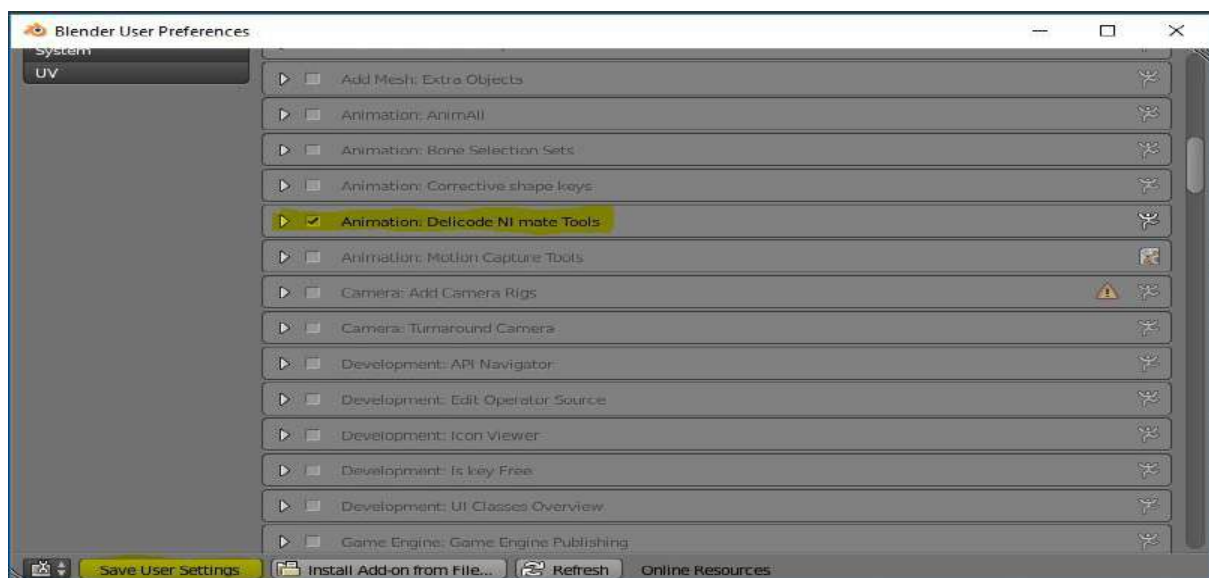 Blender User Preferences
System
UV
Add Mesh: Extra Objects
Animation: AnimAll
Animation: Bone Selection Sets
Animation: Corrective shape keys
Animation: Delicode NI mate Tools
Animation: Motion Capture Tools
Camera: Add Camera Rigs
Camera: Turnaround Camera
Development: API Navigator
Development: Edit Operator Source
Development: Icon Viewer
Development: Is key Free
Development: UI Classes Overview
Game Engine: Game Engine Publishing
Save User Settings Install Add-on from File... Refresh Online Resources